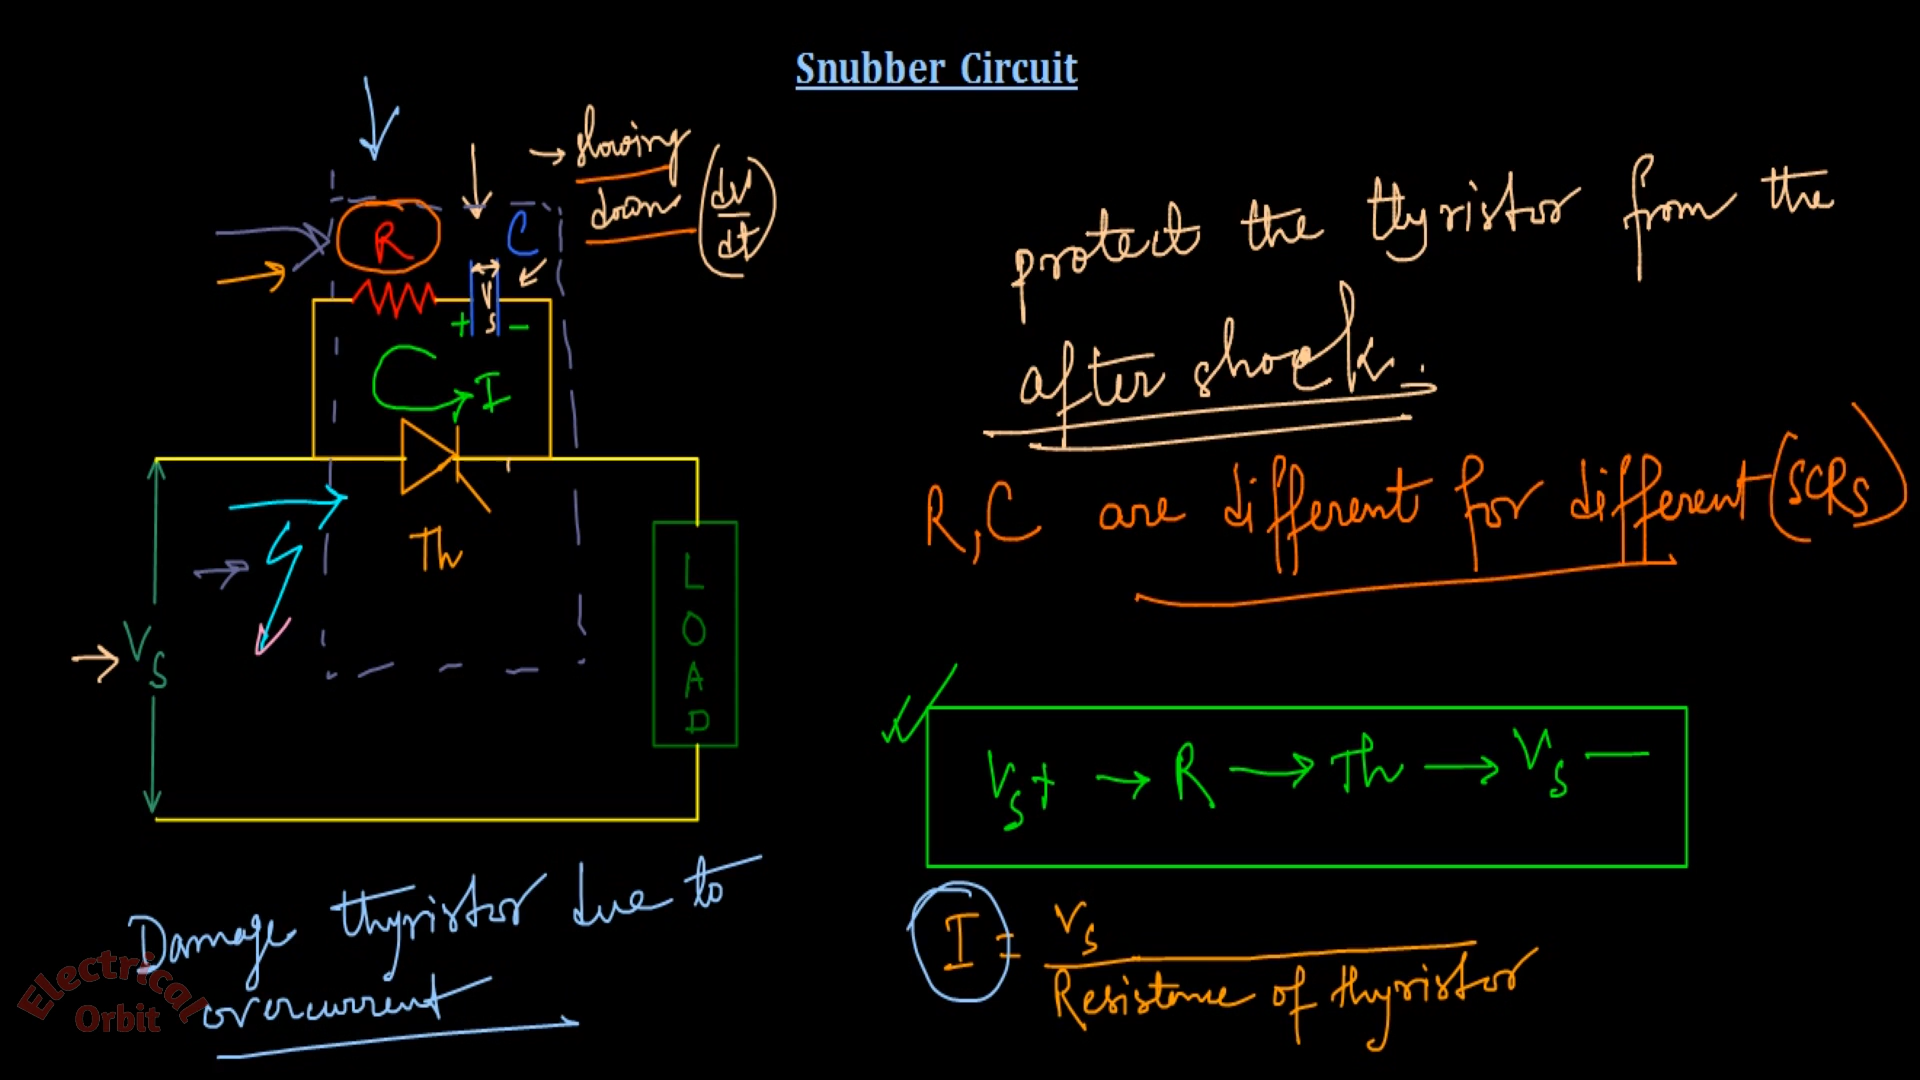 Snubber Circuit
→ slowing
down (dv/dt)
R
C
V
S
+ −
I
Th
Vs
L
O
A
D
protect the thyristor from the
after shock.
R, C are different for different (SCRs)
Vs+ → R → Th → Vs −
I = Vs
Resistance of thyristor
Damage thyristor due to
overcurrent
Electrical
Orbit